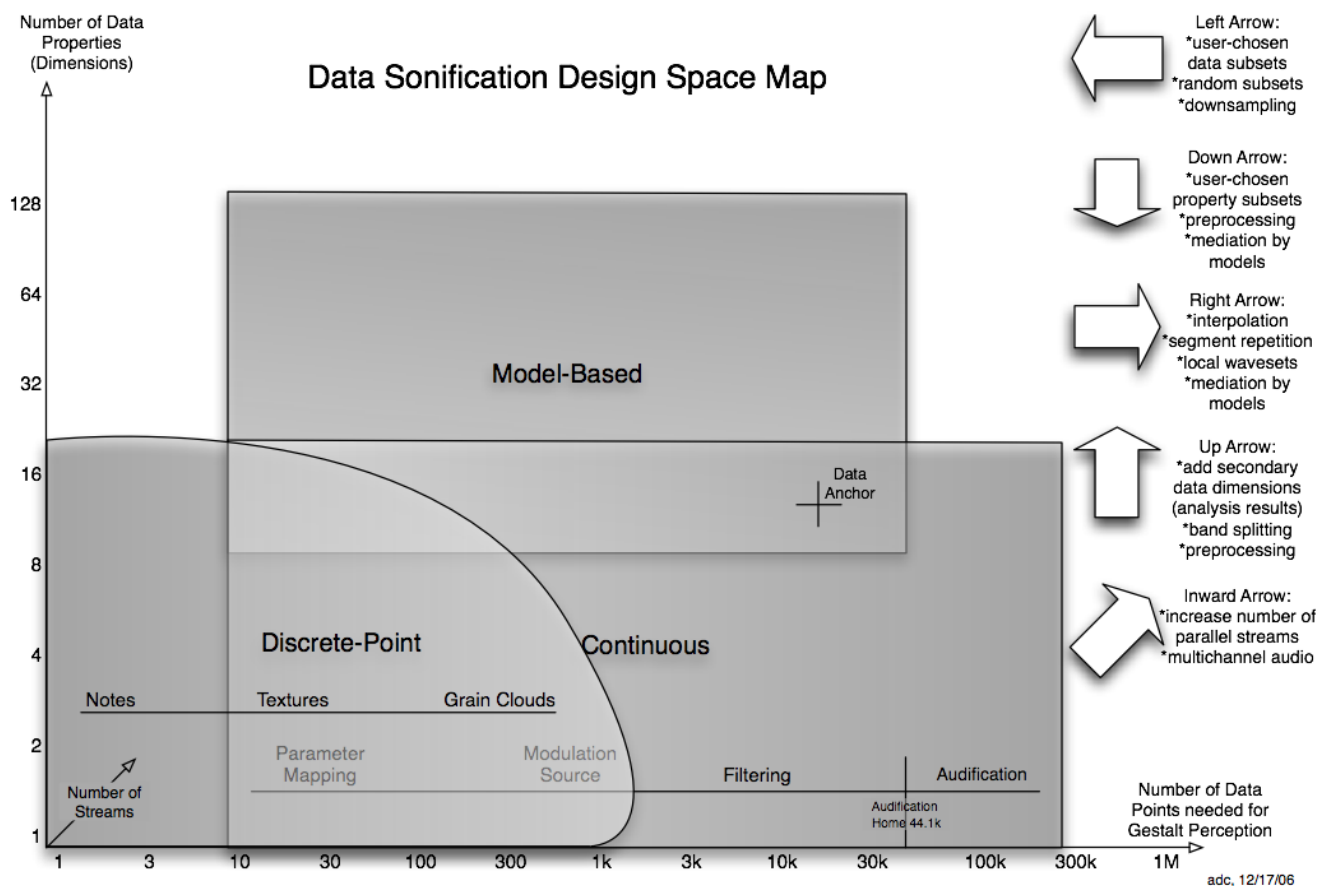 Number of Data
Properties
(Dimensions)
Data Sonification Design Space Map
128
64
32
16
8
4
2
1
Model-Based
Data
Anchor
Discrete-Point
Continuous
Notes
Textures
Grain Clouds
Parameter
Mapping
Modulation
Source
Filtering
Audification
Number of
Streams
Audification
Home 44.1k
1
3
10
30
100
300
1k
3k
10k
30k
100k
300k
1M
Number of Data
Points needed for
Gestalt Perception
Left Arrow:
*user-chosen
data subsets
*random subsets
*downsampling
Down Arrow:
*user-chosen
property subsets
*preprocessing
*mediation by
models
Right Arrow:
*interpolation
*segment repetition
*local wavesets
*mediation by
models
Up Arrow:
*add secondary
data dimensions
(analysis results)
*band splitting
*preprocessing
Inward Arrow:
*increase number of
parallel streams
*multichannel audio
adc, 12/17/06